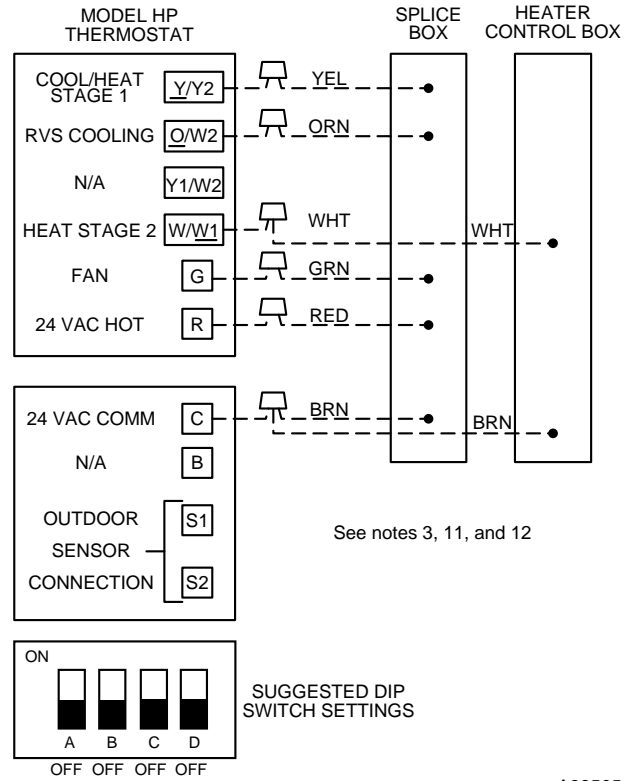 MODEL HP
THERMOSTAT
SPLICE
BOX
HEATER
CONTROL BOX
COOL/HEAT
STAGE 1
Y/Y2
YEL
RVS COOLING
O/W2
ORN
N/A
Y1/W2
HEAT STAGE 2
W/W1
WHT
WHT
FAN
G
GRN
24 VAC HOT
R
RED
24 VAC COMM
C
BRN
BRN
N/A
B
OUTDOOR
SENSOR
CONNECTION
S1
S2
See notes 3, 11, and 12
ON
A B C D
OFF OFF OFF OFF
SUGGESTED DIP
SWITCH SETTINGS